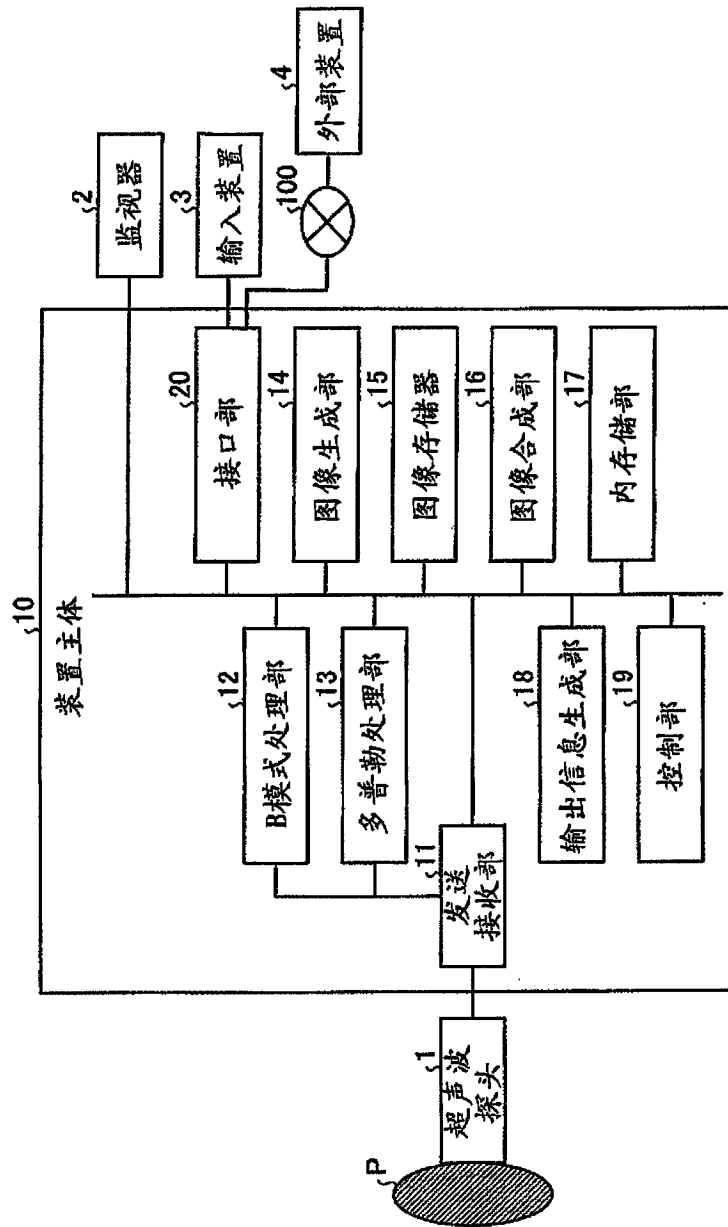 10
装置主体
2
监视器
3
输入装置
100
4
外部装置
20
接口部
12
B模式处理部
14
图像生成部
13
多普勒处理部
15
图像存储器
P
1
超声波
探头
11
发送
接收部
16
图像合成部
18
输出信息生成部
17
内存储部
19
控制部